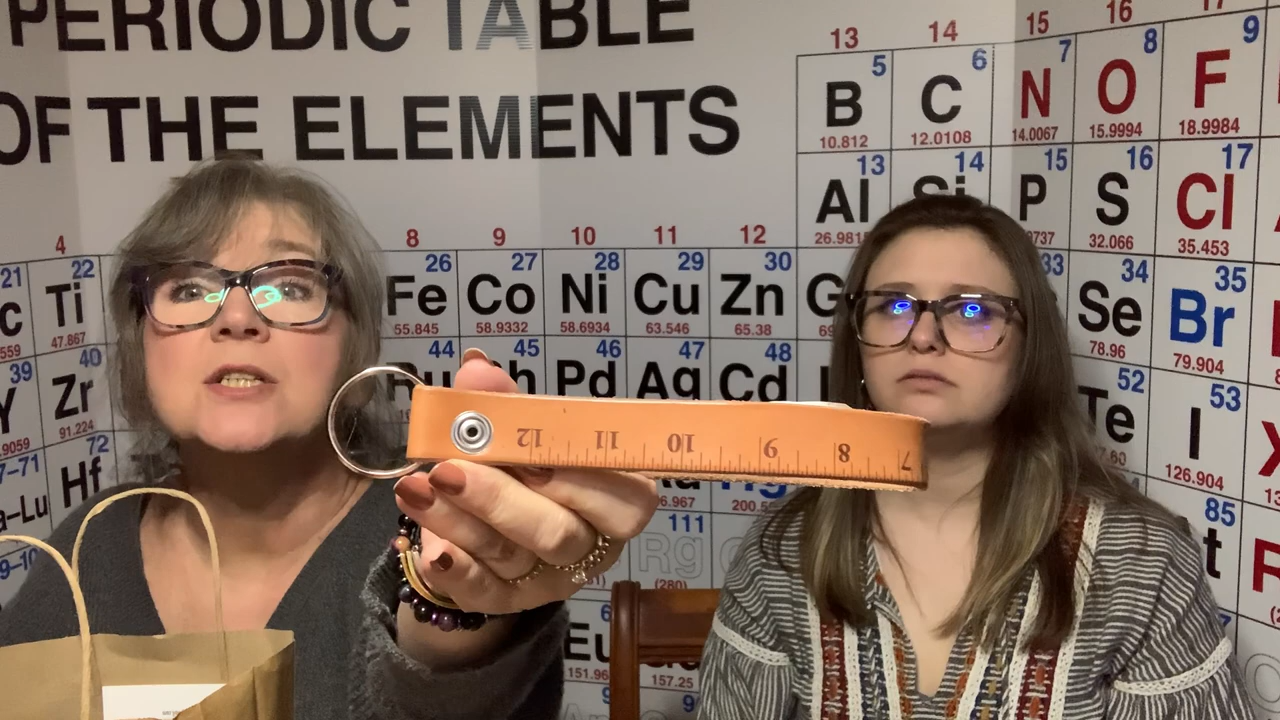 PERIODIC TABLE
OF THE ELEMENTS
13 14 15 16
5 6 7 8 9
B C N O F
10.812 12.0108 14.0067 15.9994 18.9984
13 14 15 16 17
Al Si P S Cl
32.066 35.453
4 8 9 10 11 12
21 22 26 27 28 29 30 33 34 35
Ti Fe Co Ni Cu Zn Se Br
47.867 55.845 58.9332 58.6934 63.546 65.38 78.96 79.904
39 40 44 45 46 47 48 52 53
Y Zr Ru Rh Pd Ag Cd Te I
91.224 126.904
12 11 10 9 8 7
72
Hf
85
111
Rg
(280)
Eu
157.25